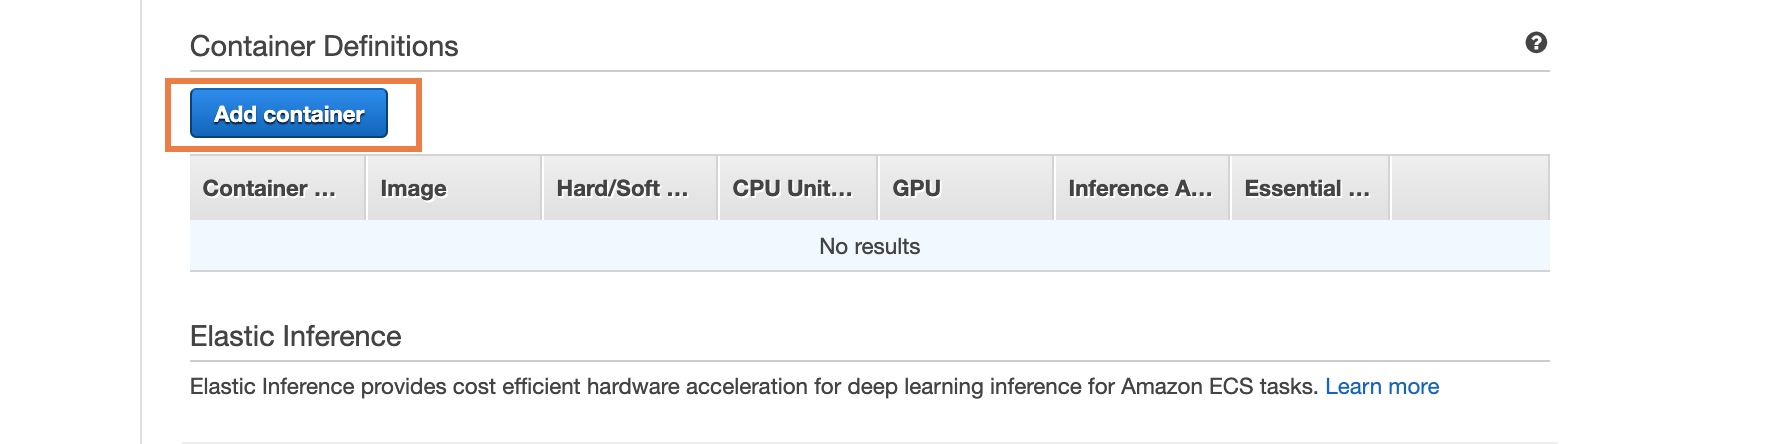 Container Definitions
?
Add container
Container ... Image Hard/Soft ... CPU Unit... GPU Inference A... Essential ...
No results
Elastic Inference
Elastic Inference provides cost efficient hardware acceleration for deep learning inference for Amazon ECS tasks. Learn more